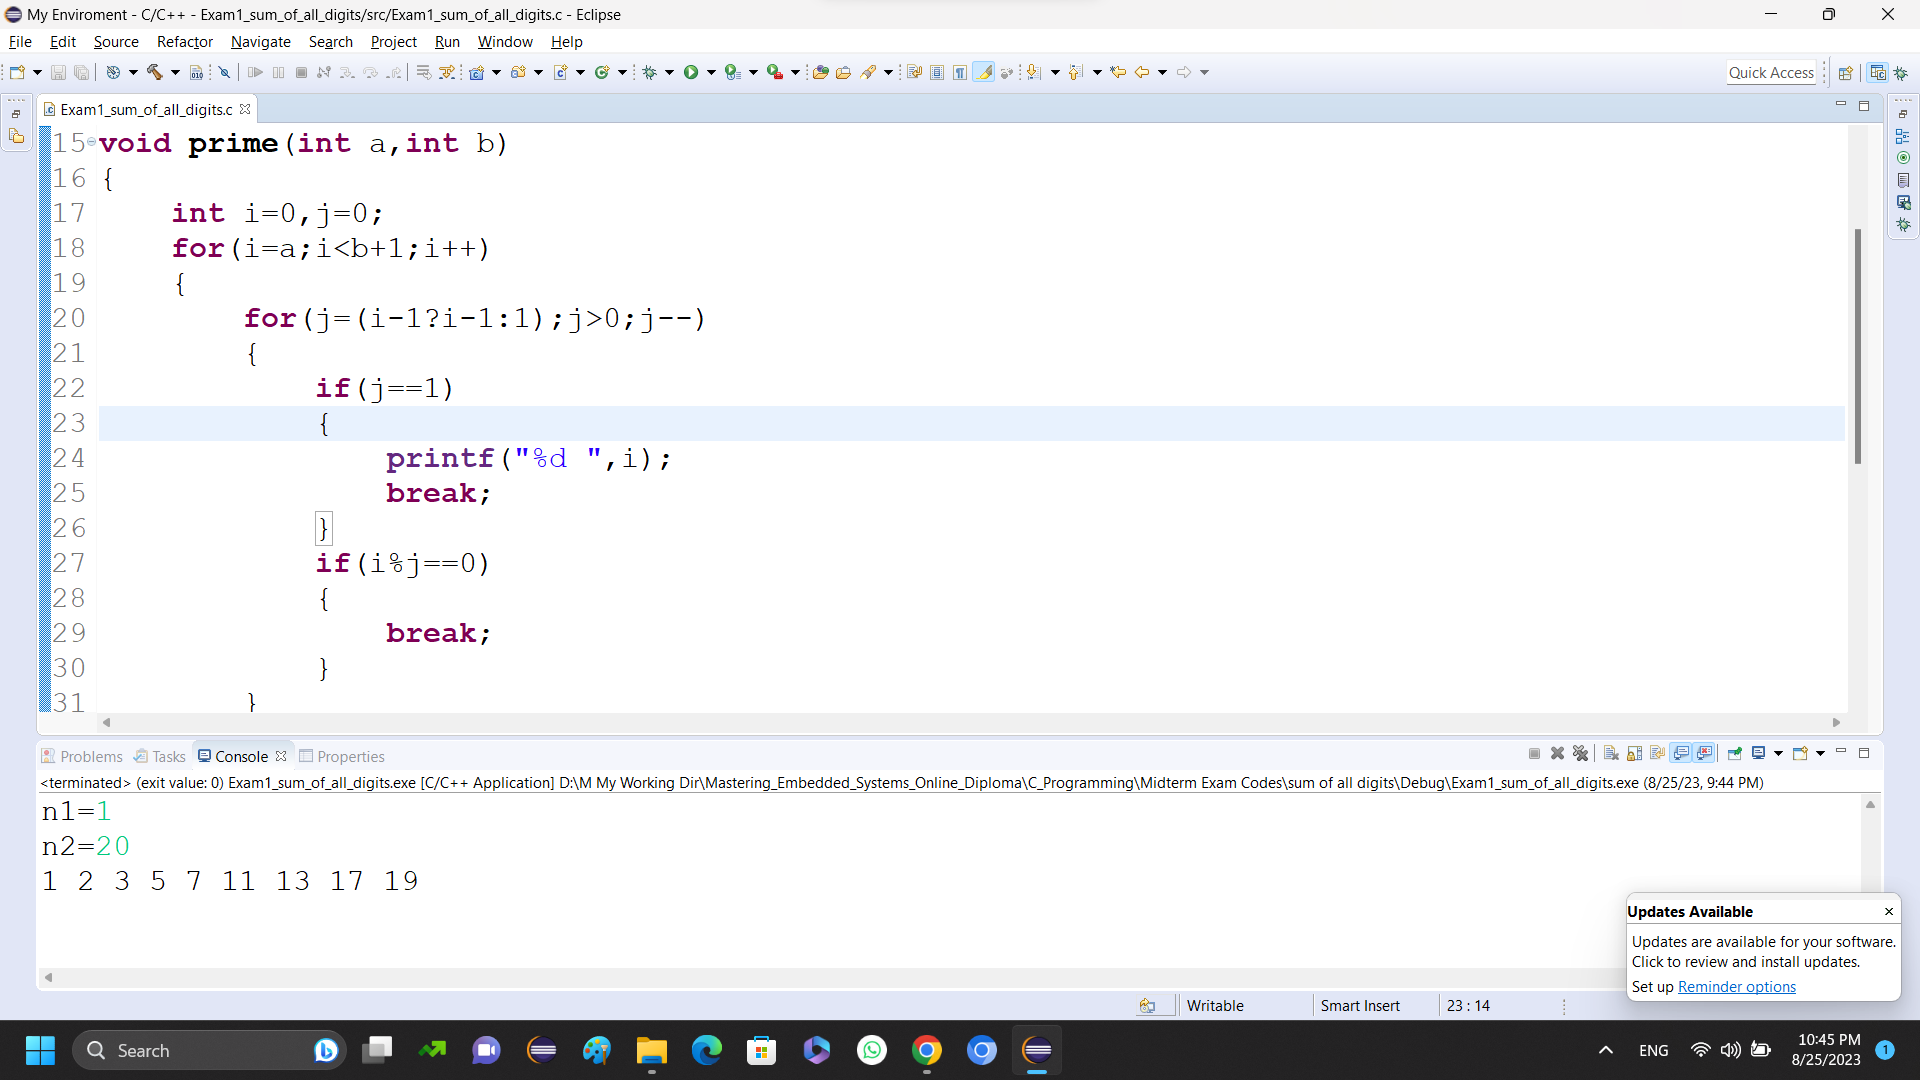 My Enviroment - C/C++ - Exam1_sum_of_all_digits/src/Exam1_sum_of_all_digits.c - Eclipse
File Edit Source Refactor Navigate Search Project Run Window Help
Quick Access
Exam1_sum_of_all_digits.c
15 void prime(int a,int b)
16 {
17 int i=0,j=0;
18 for(i=a;i<b+1;i++)
19 {
20 for(j=(i-1?i-1:1);j>0;j--)
21 {
22 if(j==1)
23 {
24 printf("%d ",i);
25 break;
26 }
27 if(i%j==0)
28 {
29 break;
30 }
31 }
Problems Tasks Console Properties
<terminated> (exit value: 0) Exam1_sum_of_all_digits.exe [C/C++ Application] D:\M My Working Dir\Mastering_Embedded_Systems_Online_Diploma\C_Programming\Midterm Exam Codes\sum of all digits\Debug\Exam1_sum_of_all_digits.exe (8/25/23, 9:44 PM)
n1=1
n2=20
1 2 3 5 7 11 13 17 19
Updates Available
Updates are available for your software.
Click to review and install updates.
Set up Reminder options
Writable Smart Insert 23 : 14
Search
ENG
10:45 PM
8/25/2023
1